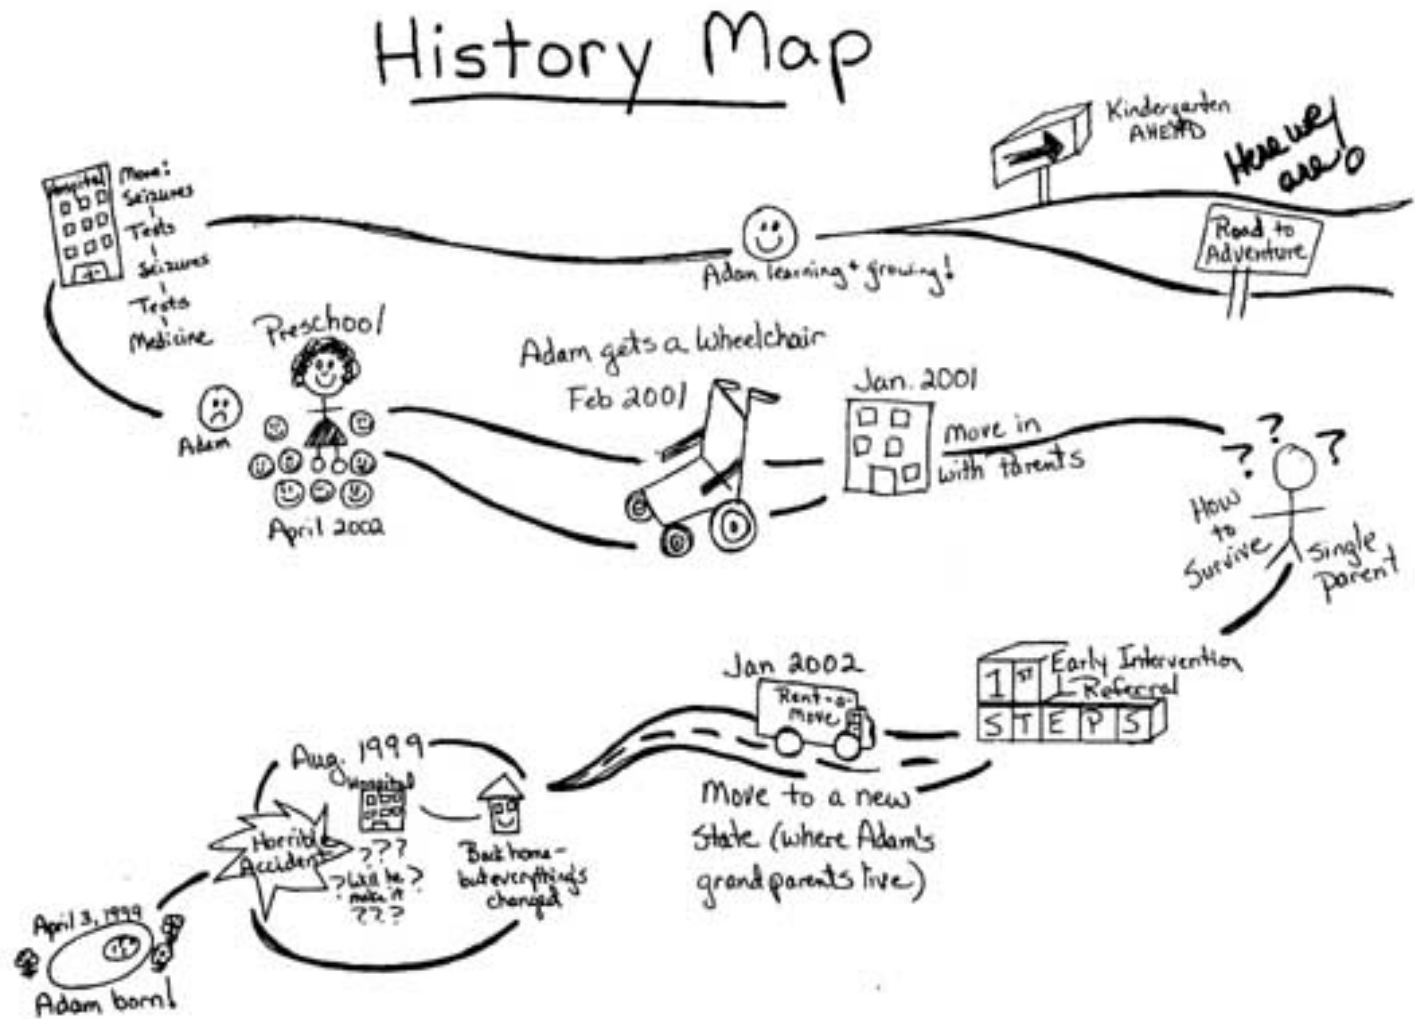 History Map
Kindergarten
AHEAD
Here we
are!
Hospital
More:
Seizures
Tests
Seizures
Tests
Medicine
Adam learning + growing!
Road to
Adventure
Preschool
Adam
April 2002
Adam gets a Wheelchair
Feb 2001
Jan. 2001
Move in
with Parents
? ? ?
How
to
Survive
Single
Parent
Jan 2002
Rent-a-
Move
1ST
STEPS
Early Intervention
Referral
Move to a new
State (where Adam's
grandparents live)
Aug. 1999
Hospital
Horrible
Accident
???
? Will he ?
make it
???
Back home -
but everything's
changed
April 3, 1999
Adam born!